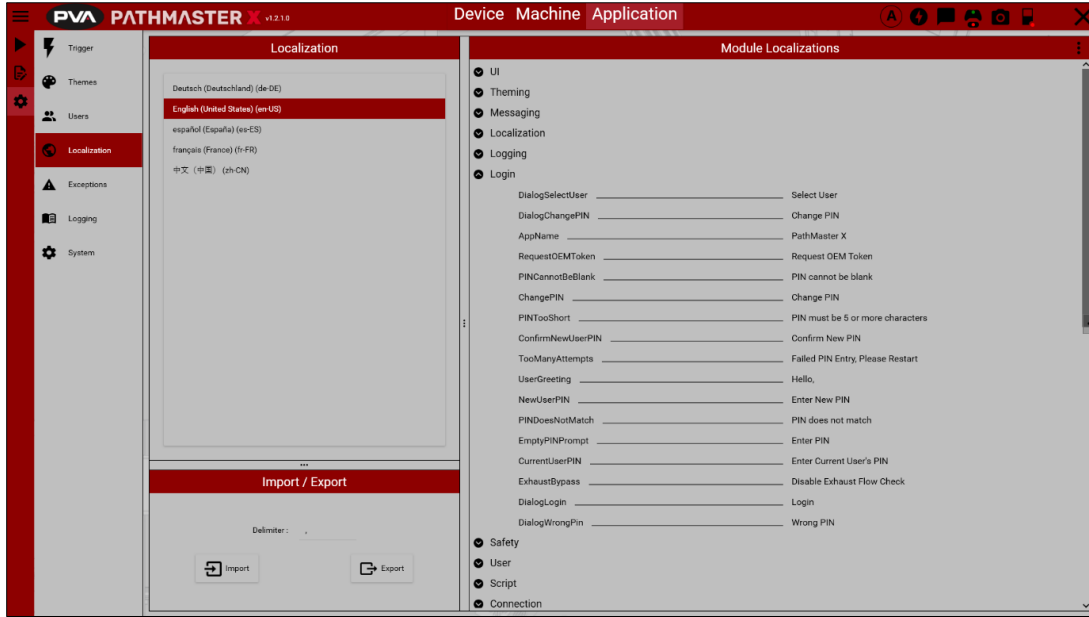 PVA PATHMASTER X v1.2.1.0
Device Machine Application
A
Trigger
Themes
Users
Localization
Exceptions
Logging
System
Localization
Deutsch (Deutschland) (de-DE)
English (United States) (en-US)
español (España) (es-ES)
français (France) (fr-FR)
中文（中国） (zh-CN)
Import / Export
Delimiter : ,
Import Export
Module Localizations
UI
Theming
Messaging
Localization
Logging
Login
DialogSelectUser Select User
DialogChangePIN Change PIN
AppName PathMaster X
RequestOEMToken Request OEM Token
PINCannotBeBlank PIN cannot be blank
ChangePIN Change PIN
PINTooShort PIN must be 5 or more characters
ConfirmNewUserPIN Confirm New PIN
TooManyAttempts Failed PIN Entry, Please Restart
UserGreeting Hello,
NewUserPIN Enter New PIN
PINDoesNotMatch PIN does not match
EmptyPINPrompt Enter PIN
CurrentUserPIN Enter Current User's PIN
ExhaustBypass Disable Exhaust Flow Check
DialogLogin Login
DialogWrongPin Wrong PIN
Safety
User
Script
Connection